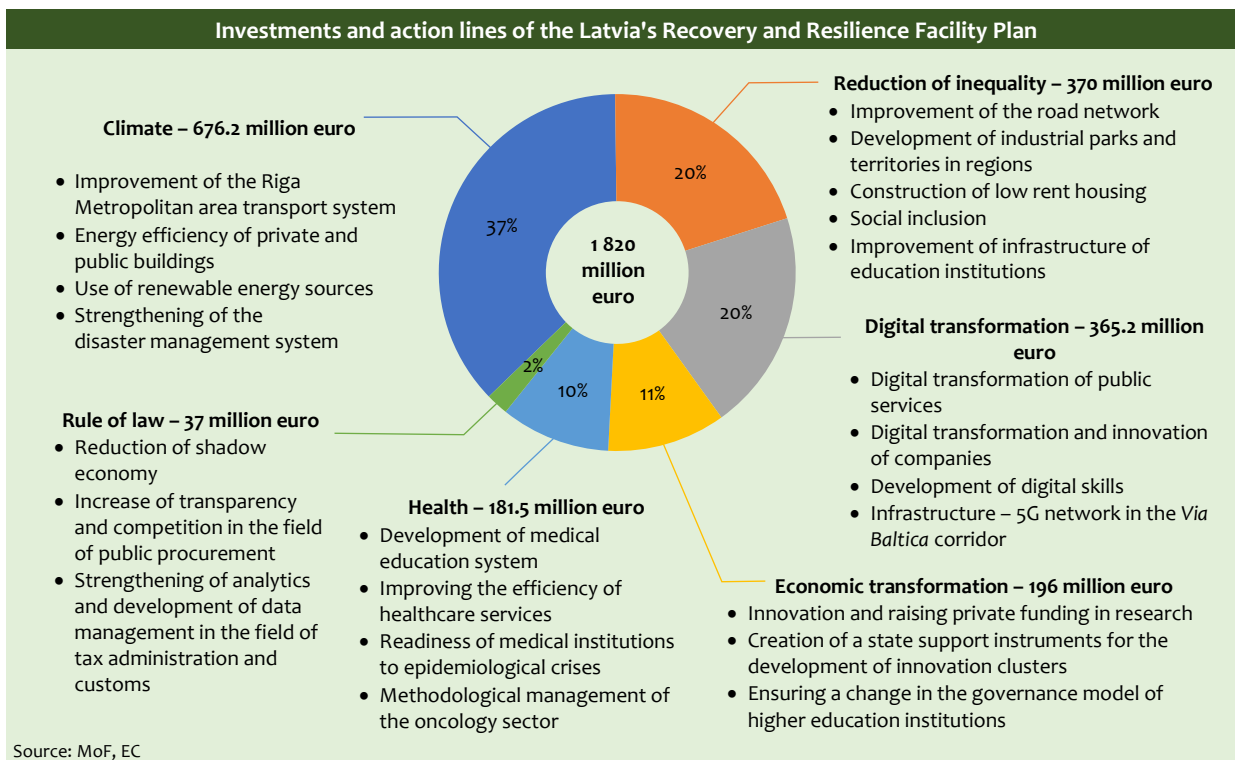 Investments and action lines of the Latvia's Recovery and Resilience Facility Plan
Climate – 676.2 million euro
• Improvement of the Riga
Metropolitan area transport system
• Energy efficiency of private and
public buildings
• Use of renewable energy sources
• Strengthening of the
disaster management system
Rule of law – 37 million euro
• Reduction of shadow
economy
• Increase of transparency
and competition in the field
of public procurement
• Strengthening of analytics
and development of data
management in the field of
tax administration and
customs
37%
20%
20%
11%
10%
2%
1 820
million
euro
Health – 181.5 million euro
• Development of medical
education system
• Improving the efficiency of
healthcare services
• Readiness of medical institutions
to epidemiological crises
• Methodological management of
the oncology sector
Reduction of inequality – 370 million euro
• Improvement of the road network
• Development of industrial parks and
territories in regions
• Construction of low rent housing
• Social inclusion
• Improvement of infrastructure of
education institutions
Digital transformation – 365.2 million
euro
• Digital transformation of public
services
• Digital transformation and innovation
of companies
• Development of digital skills
• Infrastructure – 5G network in the Via
Baltica corridor
Economic transformation – 196 million euro
• Innovation and raising private funding in research
• Creation of a state support instruments for the
development of innovation clusters
• Ensuring a change in the governance model of
higher education institutions
Source: MoF, EC